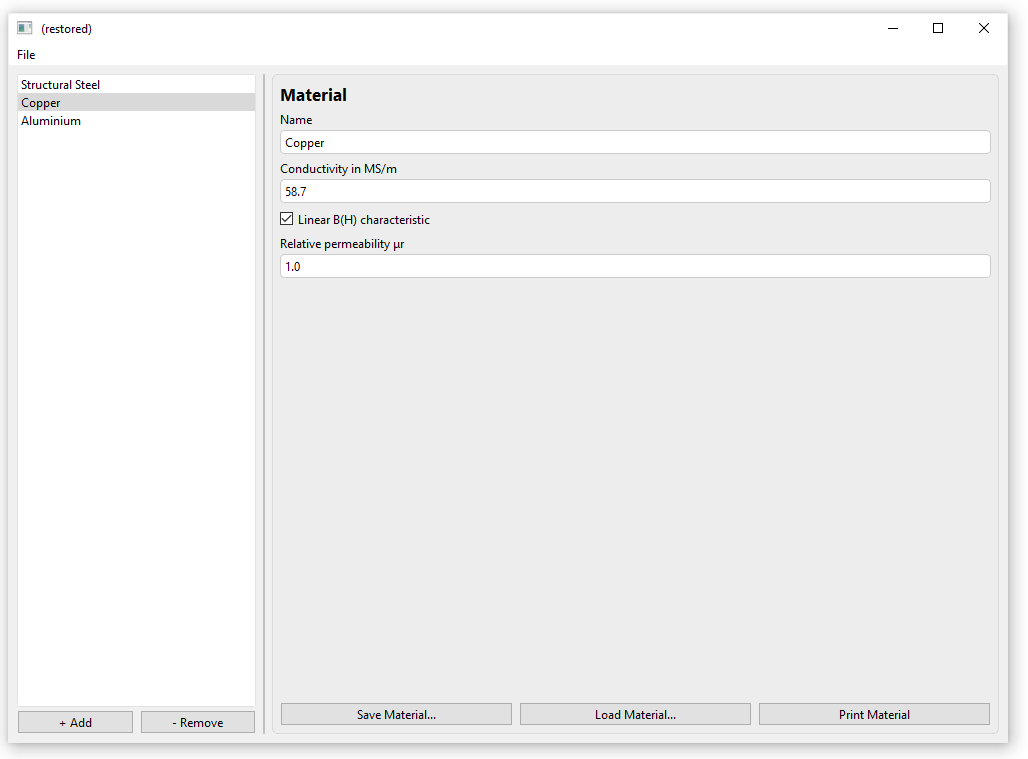 (restored)
File
Structural Steel
Copper
Aluminium
+ Add
- Remove
Material
Name
Copper
Conductivity in MS/m
58.7
Linear B(H) characteristic
Relative permeability μr
1.0
Save Material...
Load Material...
Print Material